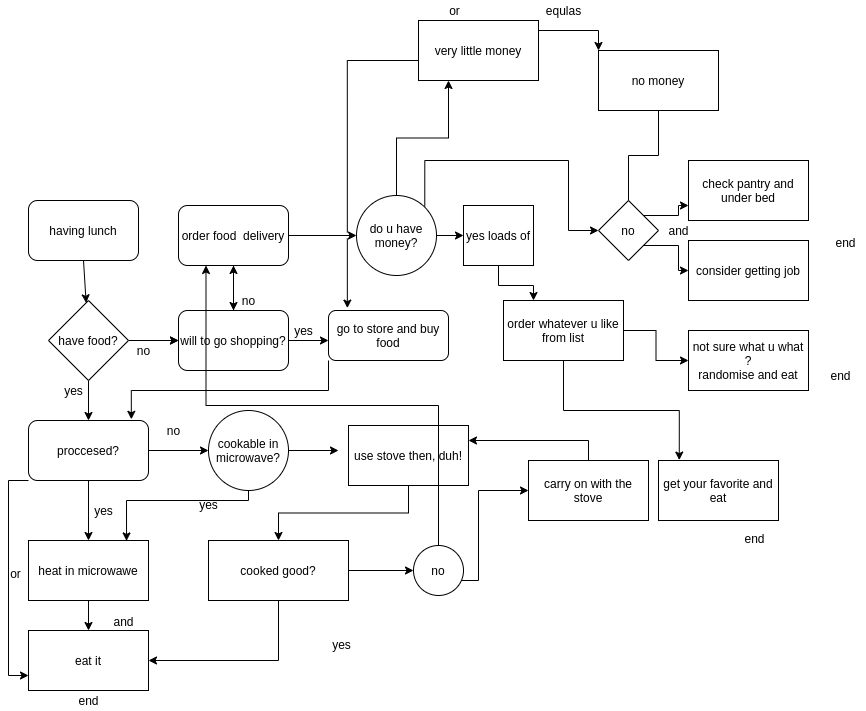 or
equlas
very little money
no money
check pantry and
under bed
having lunch
order food  delivery
do u have
money?
yes loads of
no
and
end
consider getting job
no
will to go shopping?
yes
go to store and buy
food
order whatever u like
from list
have food?
no
not sure what u what
?
randomise and eat
end
yes
proccesed?
no
cookable in
microwave?
use stove then, duh!
carry on with the
stove
get your favorite and
eat
yes
yes
end
or
heat in microwawe
cooked good?
no
and
yes
eat it
end